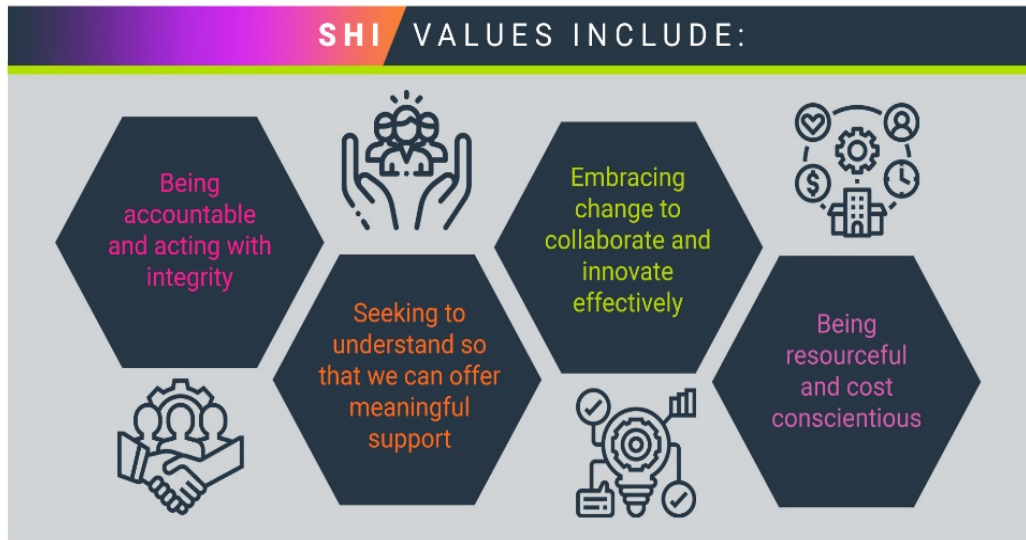 SHI VALUES INCLUDE:
Being
accountable
and acting with
integrity
Seeking to
understand so
that we can offer
meaningful
support
Embracing
change to
collaborate and
innovate
effectively
Being
resourceful
and cost
conscientious